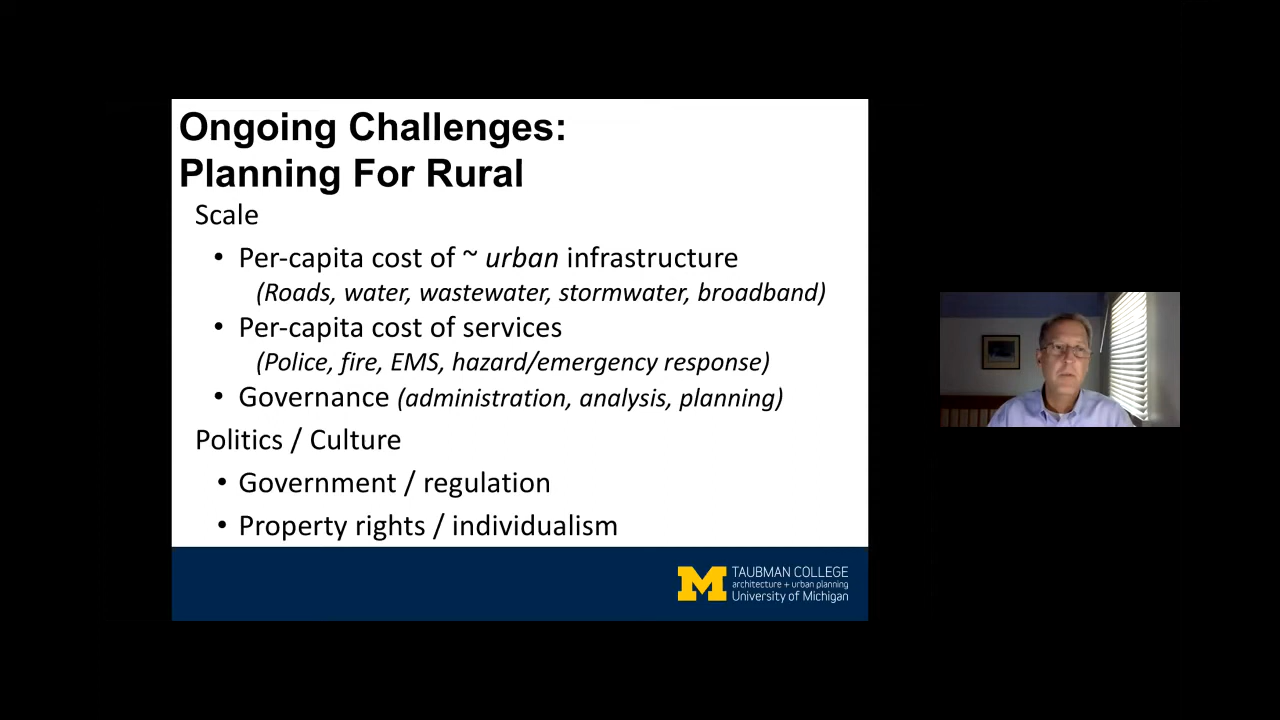 Ongoing Challenges:
Planning For Rural
Scale
• Per-capita cost of ~ urban infrastructure
(Roads, water, wastewater, stormwater, broadband)
• Per-capita cost of services
(Police, fire, EMS, hazard/emergency response)
• Governance (administration, analysis, planning)
Politics / Culture
• Government / regulation
• Property rights / individualism
M TAUBMAN COLLEGE
architecture + urban planning
University of Michigan